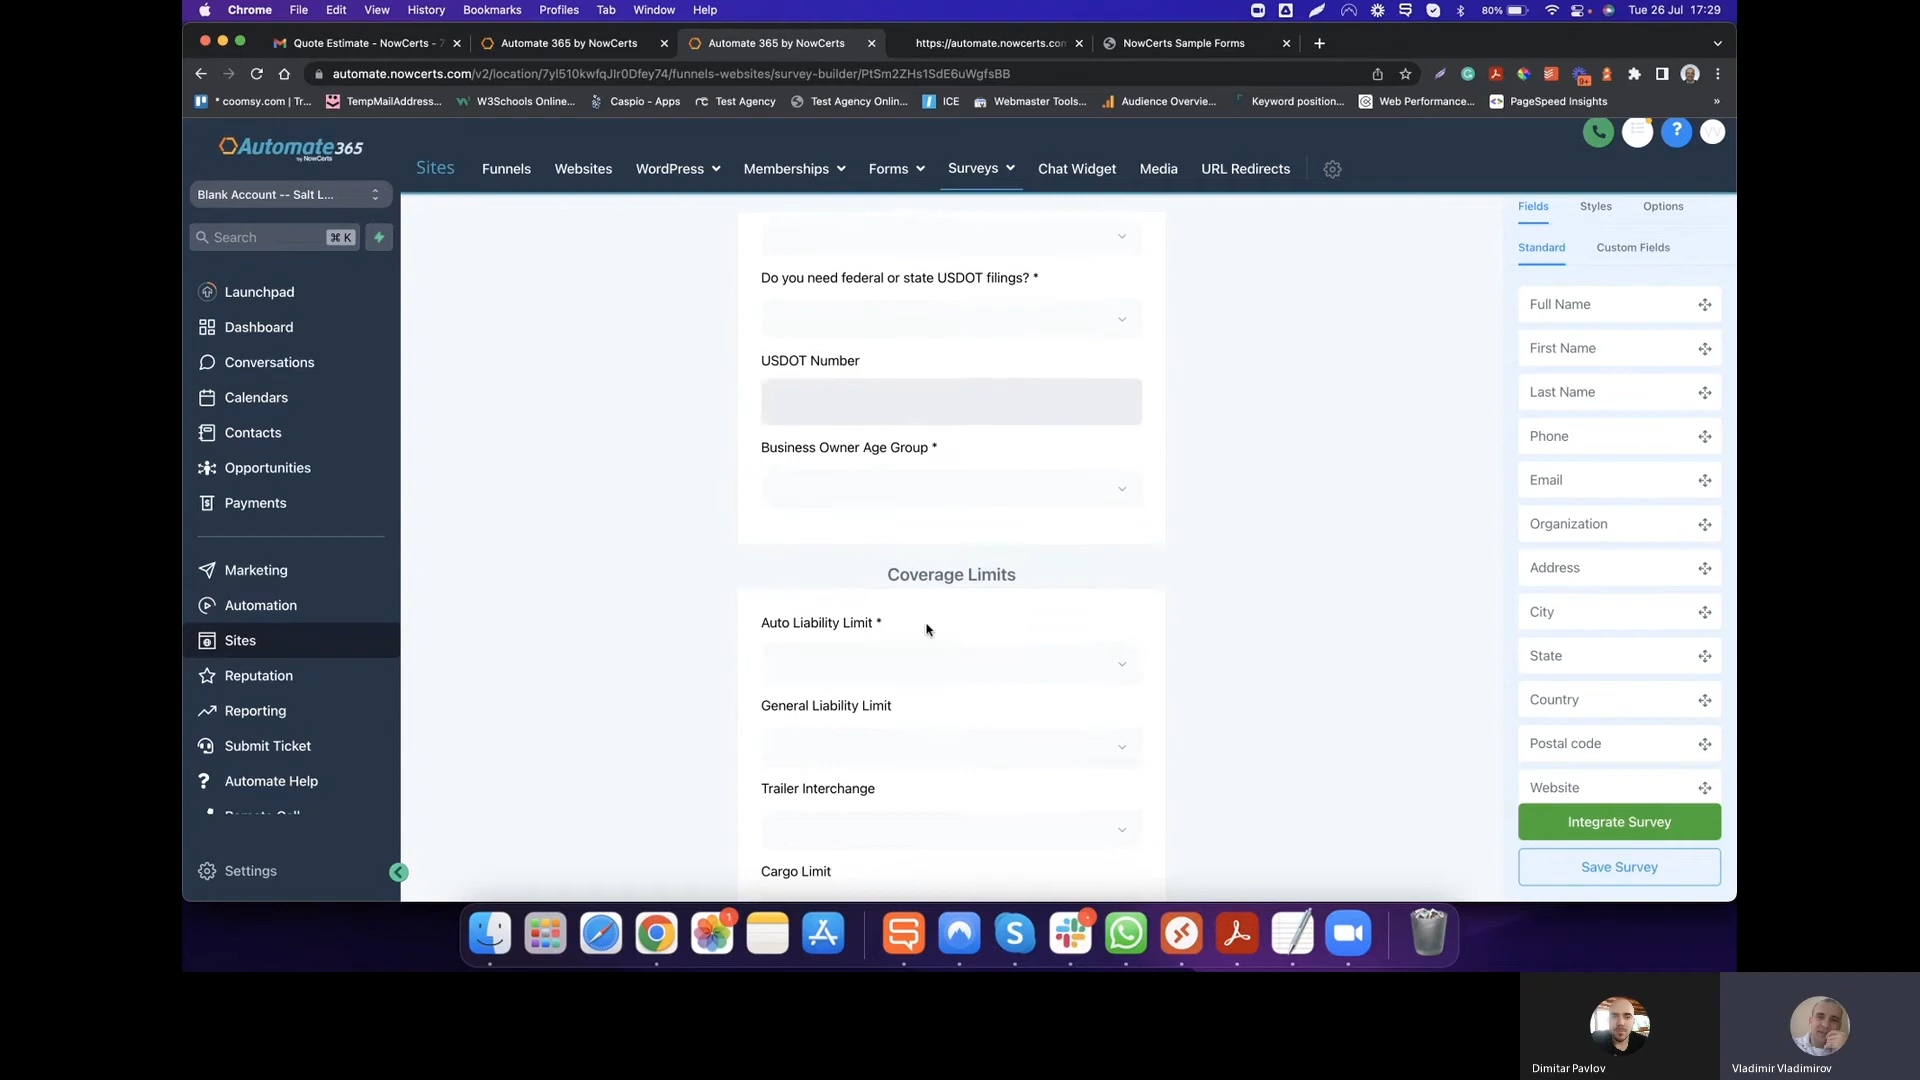 Chrome File Edit View History Bookmarks Profiles Tab Window Help
80% Tue 26 Jul 17:29
Quote Estimate - NowCerts - 7
Automate 365 by NowCerts
Automate 365 by NowCerts
https://automate.nowcerts.com
NowCerts Sample Forms
automate.nowcerts.com/v2/location/7yI510kwfqJIr0Dfey74/funnels-websites/survey-builder/PtSm2ZHs1SdE6uWgfsBB
9+
* coomsy.com | Tr... TempMailAddress... W3Schools Online... Caspio - Apps Test Agency Test Agency Onlin... ICE Webmaster Tools... Audience Overvie... Keyword position... Web Performance... PageSpeed Insights »
Automate365
by NowCerts
? VV
Sites Funnels Websites WordPress Memberships Forms Surveys Chat Widget Media URL Redirects
Blank Account -- Salt L...
Search ⌘ K
Launchpad
Dashboard
Conversations
Calendars
Contacts
Opportunities
Payments
Marketing
Automation
Sites
Reputation
Reporting
Submit Ticket
Automate Help
Settings
Do you need federal or state USDOT filings? *
USDOT Number
Business Owner Age Group *
Coverage Limits
Auto Liability Limit *
General Liability Limit
Trailer Interchange
Cargo Limit
Fields Styles Options
Standard Custom Fields
Full Name
First Name
Last Name
Phone
Email
Organization
Address
City
State
Country
Postal code
Website
Integrate Survey
Save Survey
1
Dimitar Pavlov
Vladimir Vladimirov